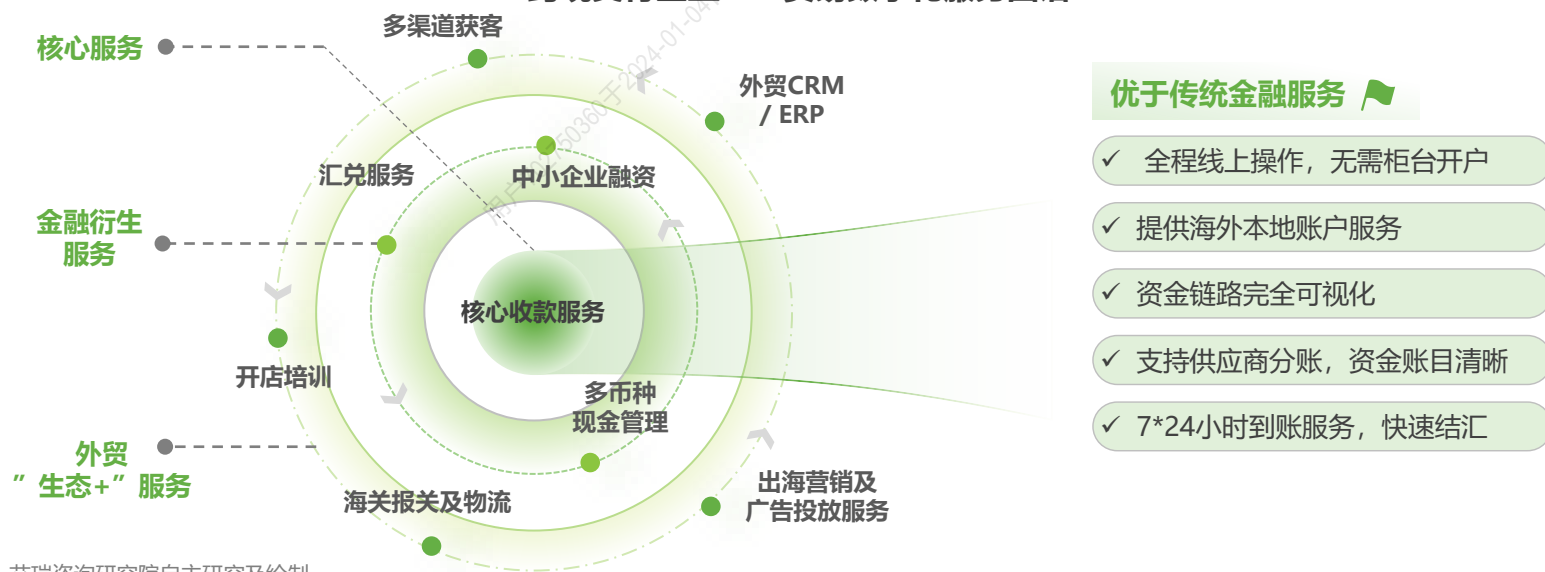 多渠道获客
核心服务
外贸CRM
/ ERP
优于传统金融服务
✓ 全程线上操作，无需柜台开户
汇兑服务
中小企业融资
金融衍生
服务
✓ 提供海外本地账户服务
✓ 资金链路完全可视化
核心收款服务
✓ 支持供应商分账，资金账目清晰
开店培训
多币种
现金管理
✓ 7*24小时到账服务，快速结汇
外贸
”生态+”服务
海关报关及物流
出海营销及
广告投放服务